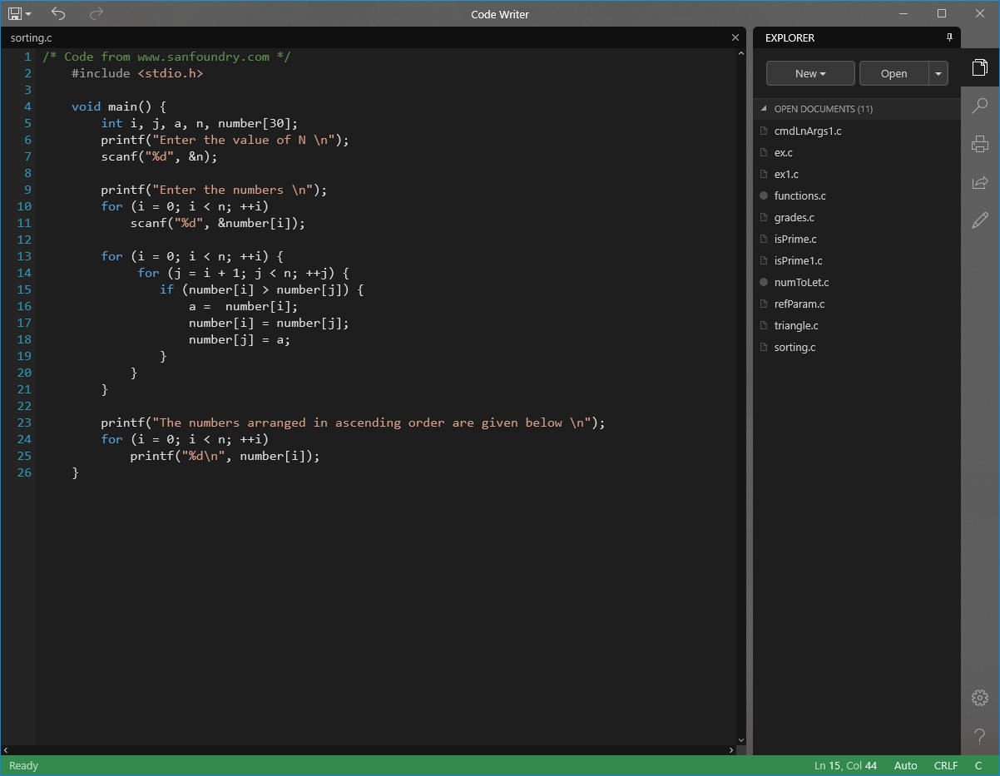 Code Writer
sorting.c
1 /* Code from www.sanfoundry.com */
2 #include <stdio.h>
3
4 void main() {
5 int i, j, a, n, number[30];
6 printf("Enter the value of N \n");
7 scanf("%d", &n);
8
9 printf("Enter the numbers \n");
10 for (i = 0; i < n; ++i)
11 scanf("%d", &number[i]);
12
13 for (i = 0; i < n; ++i) {
14 for (j = i + 1; j < n; ++j) {
15 if (number[i] > number[j]) {
16 a =  number[i];
17 number[i] = number[j];
18 number[j] = a;
19 }
20 }
21 }
22
23 printf("The numbers arranged in ascending order are given below \n");
24 for (i = 0; i < n; ++i)
25 printf("%d\n", number[i]);
26 }
EXPLORER
New Open
OPEN DOCUMENTS (11)
cmdLnArgs1.c
ex.c
ex1.c
functions.c
grades.c
isPrime.c
isPrime1.c
numToLet.c
refParam.c
triangle.c
sorting.c
Ready Ln 15, Col 44 Auto CRLF C